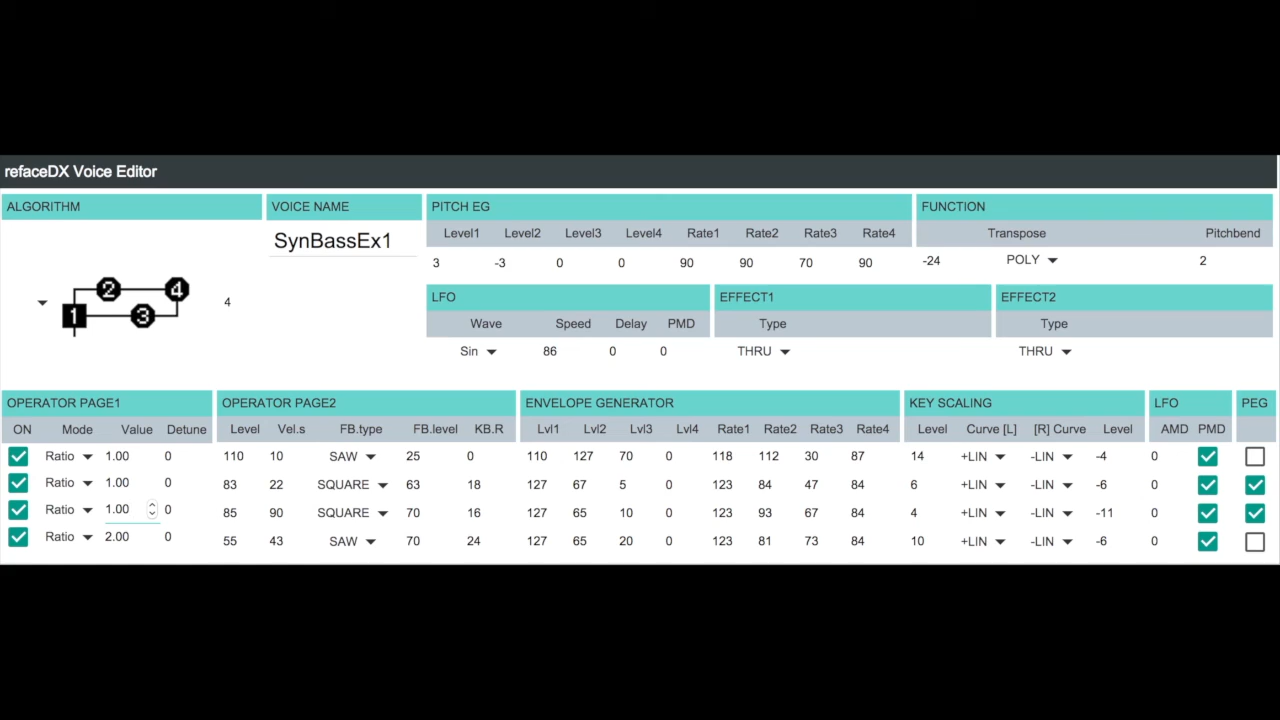 refaceDX Voice Editor
ALGORITHM VOICE NAME PITCH EG FUNCTION
Level1 Level2 Level3 Level4 Rate1 Rate2 Rate3 Rate4 Transpose Pitchbend
SynBassEx1
3 -3 0 0 90 90 70 90 -24 POLY 2
2 4
1 3
4
LFO EFFECT1 EFFECT2
Wave Speed Delay PMD Type Type
Sin 86 0 0 THRU THRU
OPERATOR PAGE1 OPERATOR PAGE2 ENVELOPE GENERATOR KEY SCALING LFO PEG
ON Mode Value Detune Level Vel.s FB.type FB.level KB.R Lvl1 Lvl2 Lvl3 Lvl4 Rate1 Rate2 Rate3 Rate4 Level Curve [L] [R] Curve Level AMD PMD
Ratio 1.00 0 110 10 SAW 25 0 110 127 70 0 118 112 30 87 14 +LIN -LIN -4 0
Ratio 1.00 0 83 22 SQUARE 63 18 127 67 5 0 123 84 47 84 6 +LIN -LIN -6 0
Ratio 1.00 0 85 90 SQUARE 70 16 127 65 10 0 123 93 67 84 4 +LIN -LIN -11 0
Ratio 2.00 0 55 43 SAW 70 24 127 65 20 0 123 81 73 84 10 +LIN -LIN -6 0